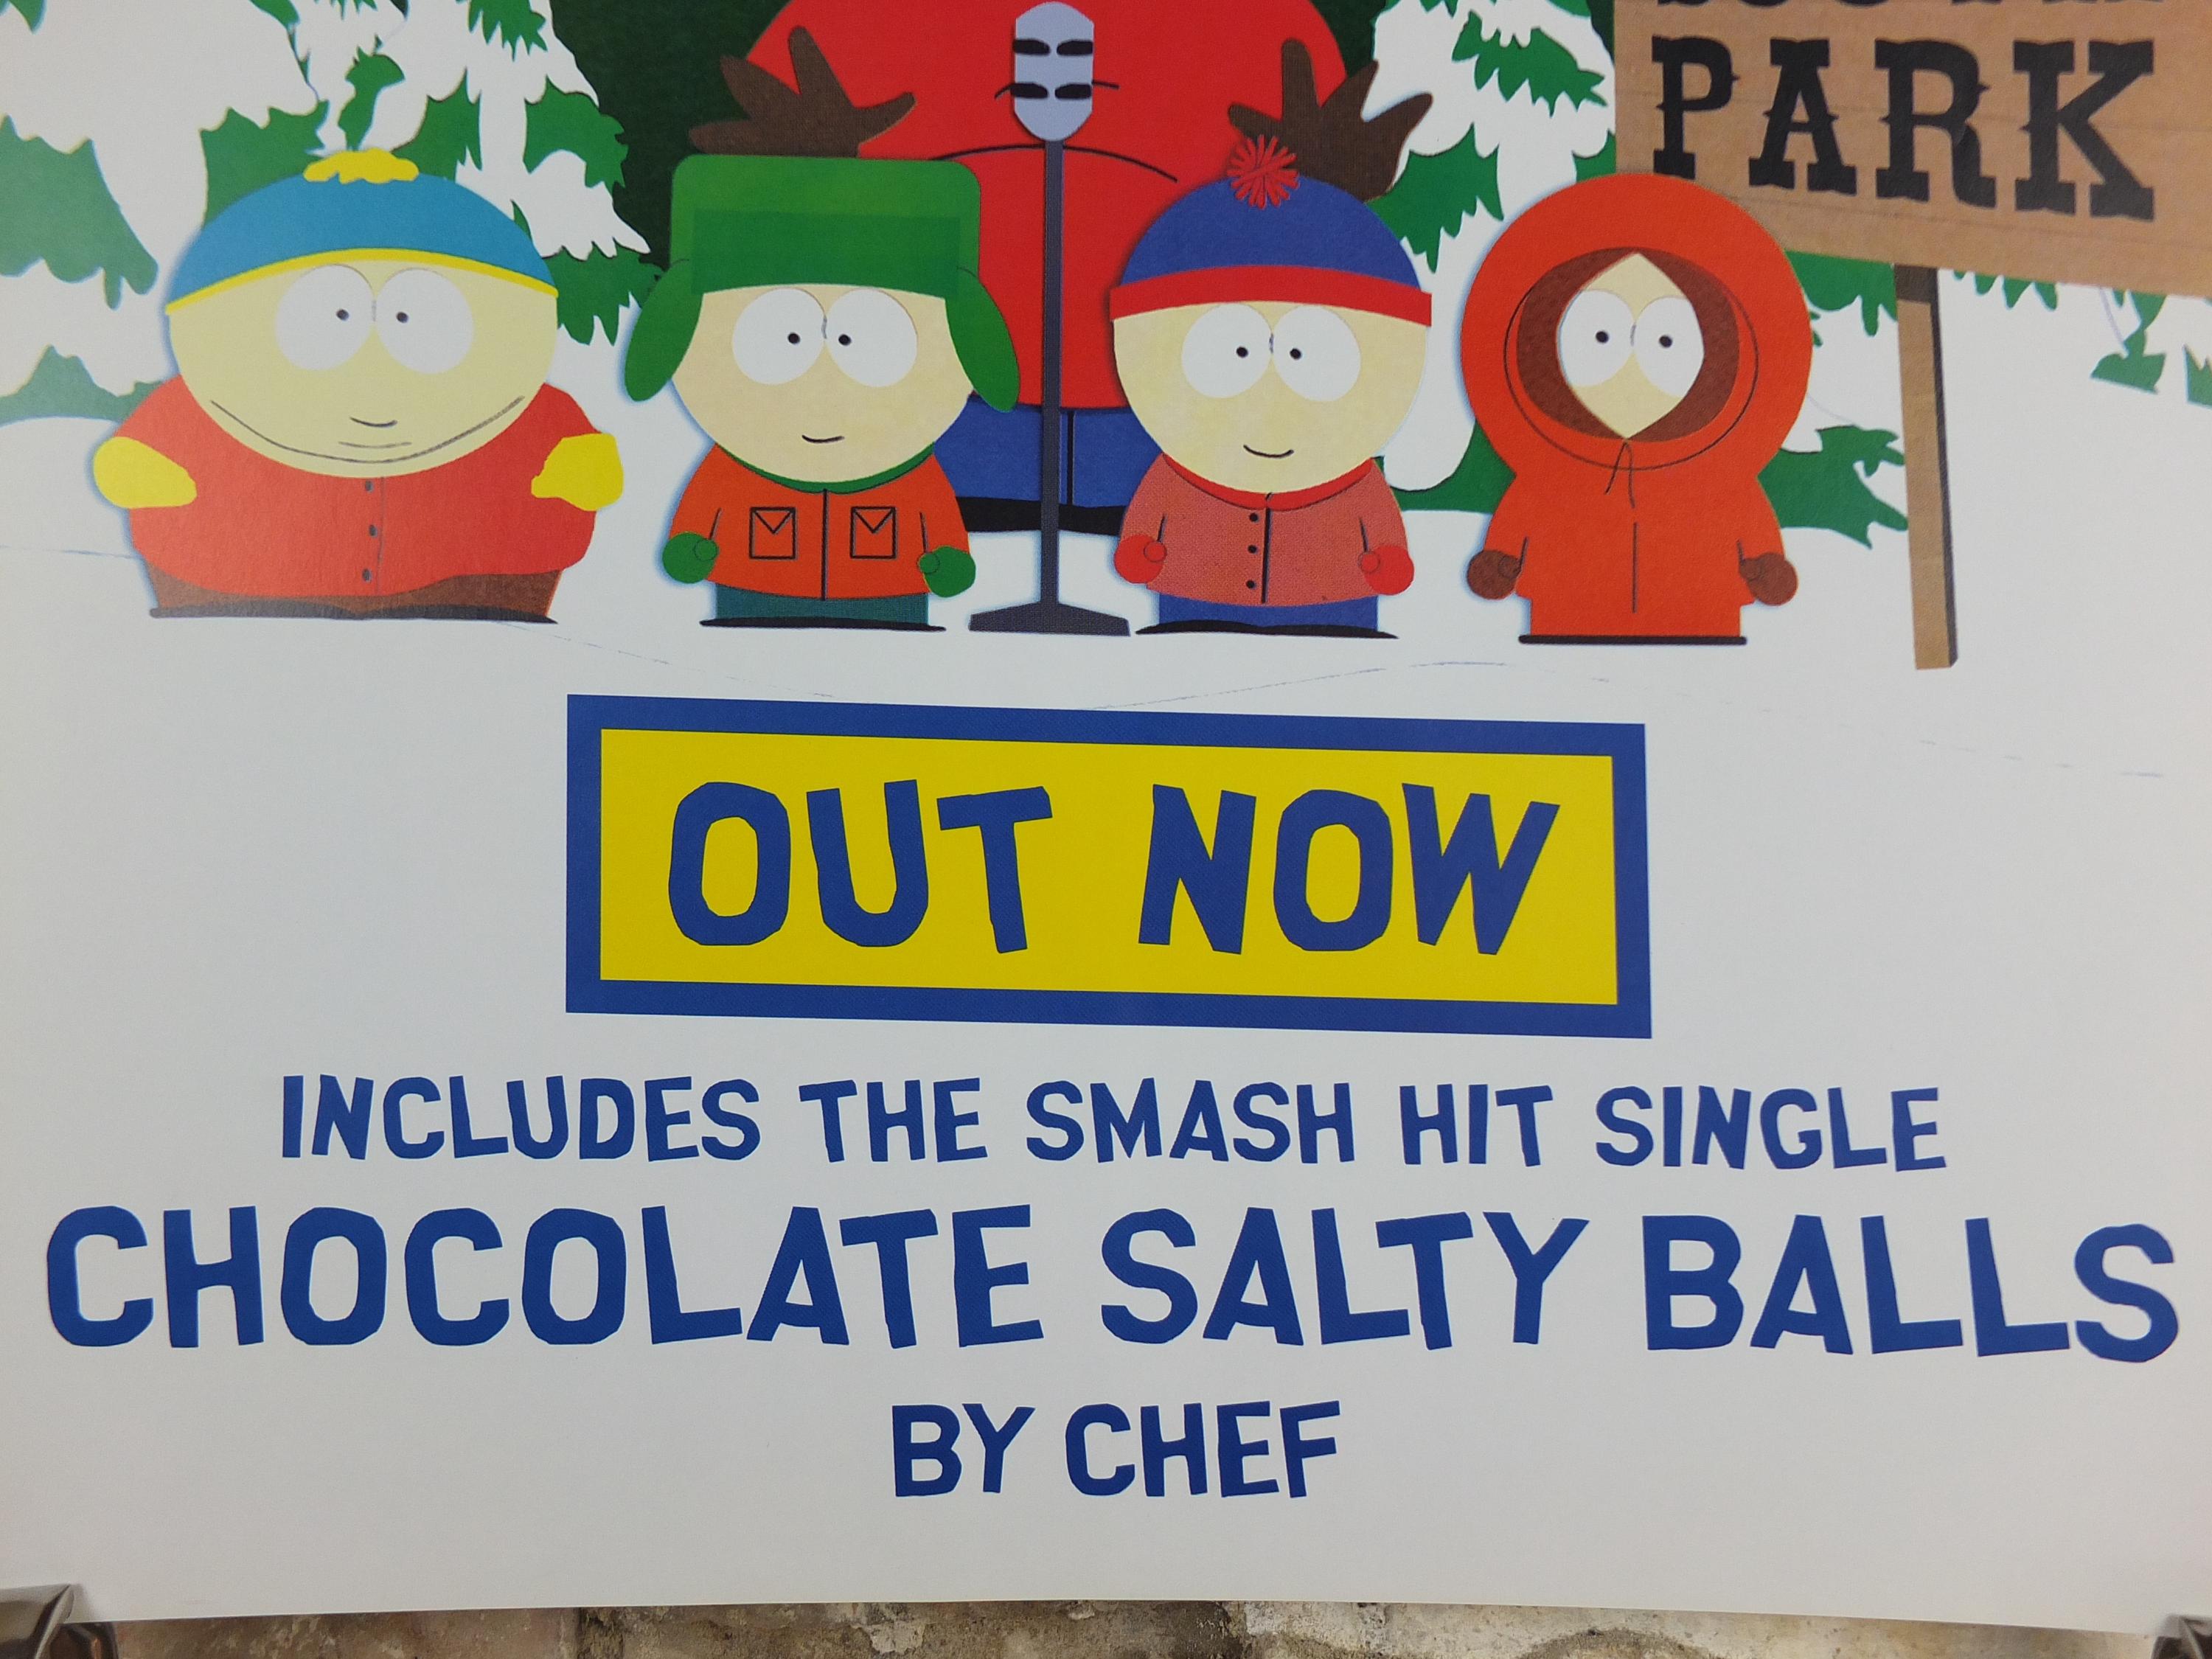 PARK
OUT NOW
INCLUDES THE SMASH HIT SINGLE
CHOCOLATE SALTY BALLS
BY CHEF